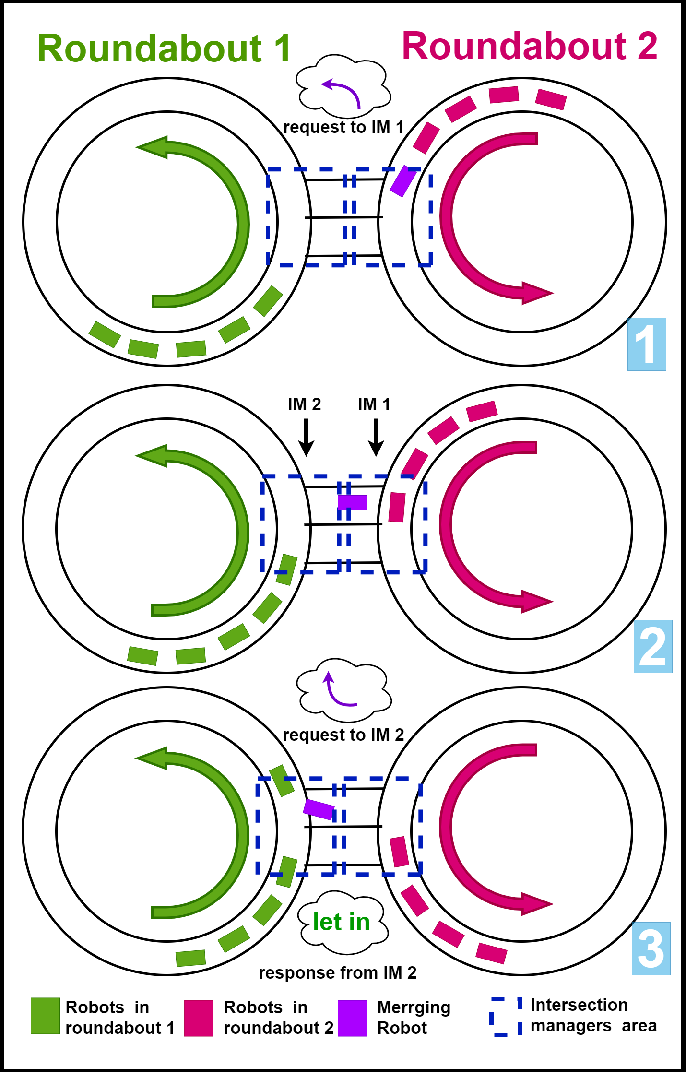 Roundabout 1
Roundabout 2
request to IM 1
1
IM 2
IM 1
2
request to IM 2
let in
response from IM 2
3
Robots in
roundabout 1
Robots in
roundabout 2
Merrging
Robot
Intersection
managers area